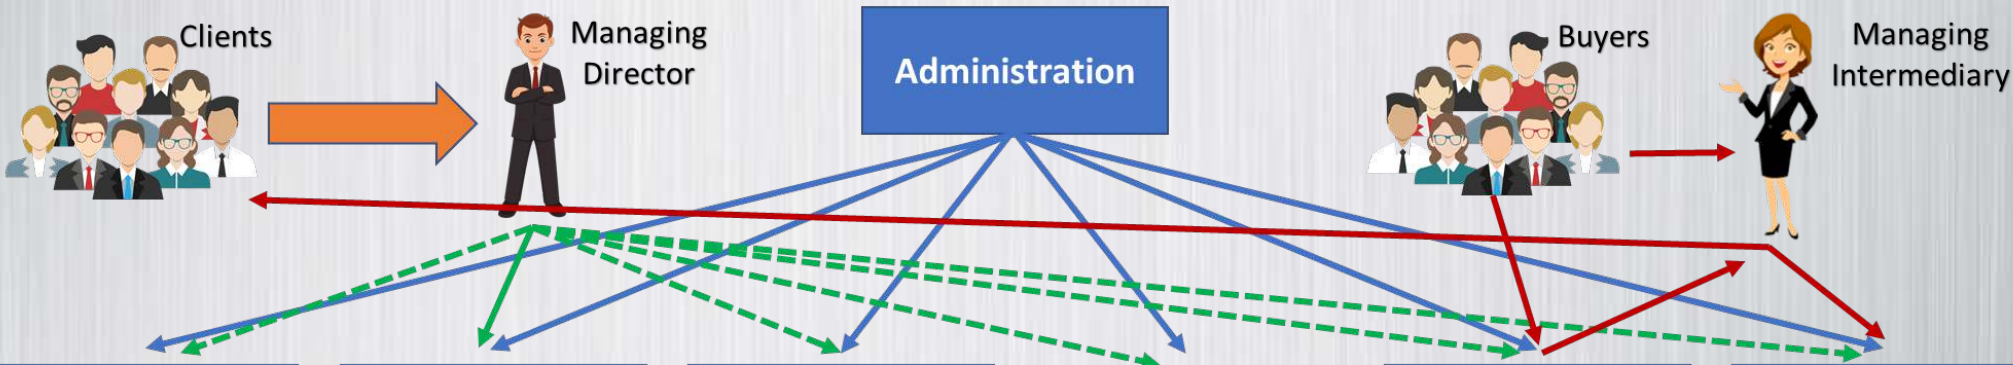 Clients
Managing
Director
Administration
Buyers
Managing
Intermediary